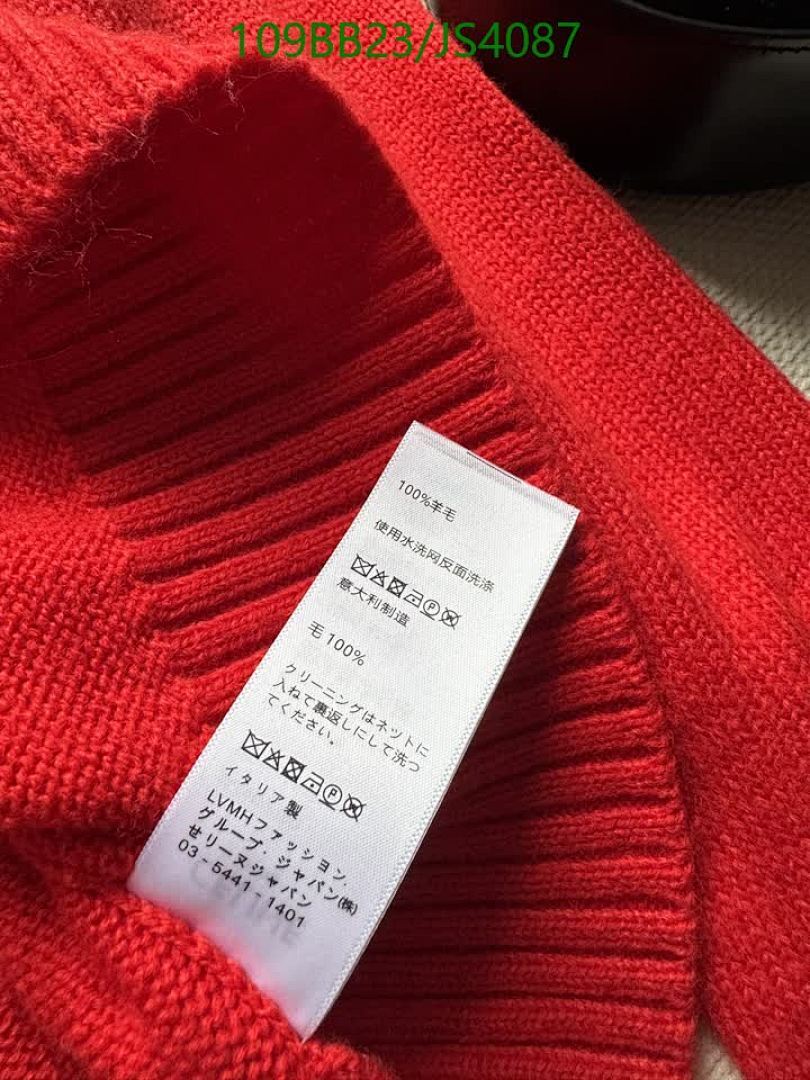 109BB23/JS4087
100%羊毛
使用水洗网反面洗涤
意大利制造
毛 100%
クリーニングはネットに
入れて裏返しにして洗っ
てください。
イタリア製
LVMHファッション.
グループ.ジャパン(株)
セリーヌジャパン
03-5441-1401
CELINE